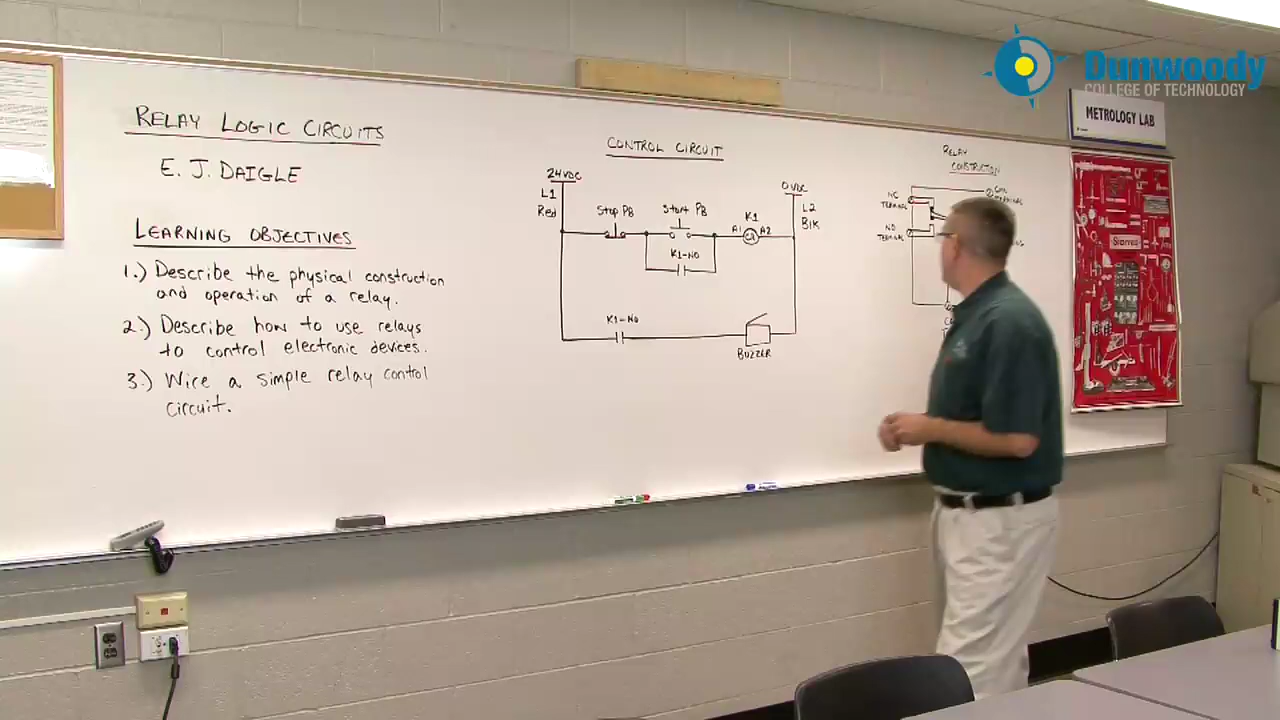 Dunwoody
COLLEGE OF TECHNOLOGY
METROLOGY LAB
Starrett
RELAY LOGIC CIRCUITS
E. J. DAIGLE
LEARNING OBJECTIVES
1.) Describe the physical construction
and operation of a relay.
2.) Describe how to use relays
to control electronic devices.
3.) Wire a simple relay control
circuit.
CONTROL CIRCUIT
24VDC
L1
Red
0VDC
L2
Blk
Stop PB
Start PB
K1
A1
A2
K1-NO
K1-NO
BUZZER
RELAY
CONSTRUCTION
NC
TERMINAL
COM
TERMINAL
NO
TERMINAL